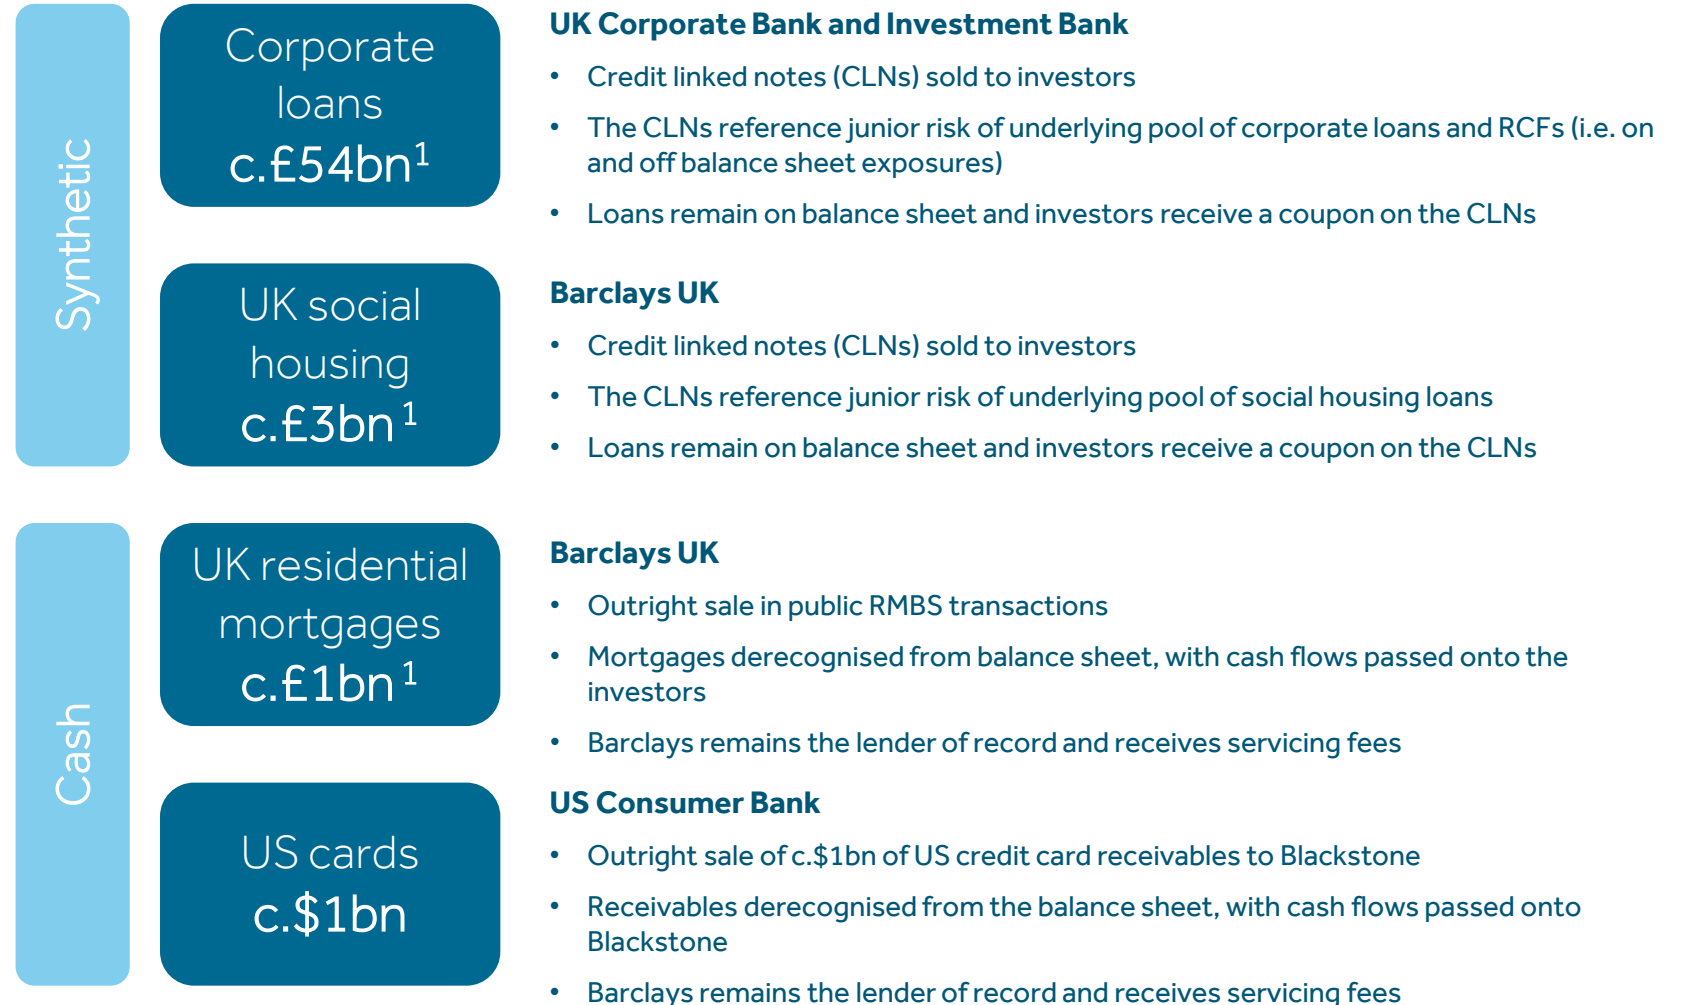 Synthetic
Corporate
loans
c.£54bn¹
UK Corporate Bank and Investment Bank
• Credit linked notes (CLNs) sold to investors
• The CLNs reference junior risk of underlying pool of corporate loans and RCFs (i.e. on
and off balance sheet exposures)
• Loans remain on balance sheet and investors receive a coupon on the CLNs
UK social
housing
c.£3bn¹
Barclays UK
• Credit linked notes (CLNs) sold to investors
• The CLNs reference junior risk of underlying pool of social housing loans
• Loans remain on balance sheet and investors receive a coupon on the CLNs
Cash
UK residential
mortgages
c.£1bn¹
Barclays UK
• Outright sale in public RMBS transactions
• Mortgages derecognised from balance sheet, with cash flows passed onto the
investors
• Barclays remains the lender of record and receives servicing fees
US cards
c.$1bn
US Consumer Bank
• Outright sale of c.$1bn of US credit card receivables to Blackstone
• Receivables derecognised from the balance sheet, with cash flows passed onto
Blackstone
• Barclays remains the lender of record and receives servicing fees